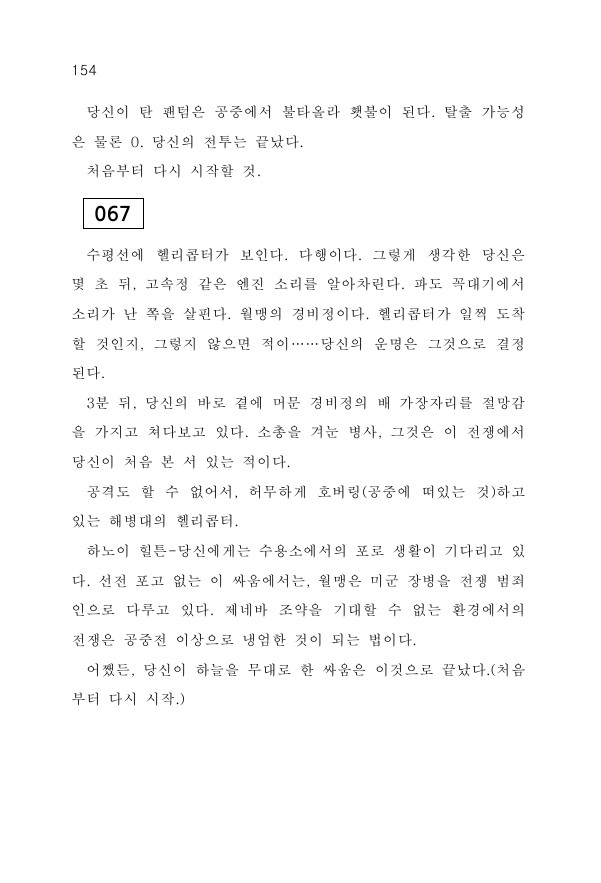 154
당신이 탄 팬텀은 공중에서 불타올라 횃불이 된다. 탈출 가능성
은 물론 0. 당신의 전투는 끝났다.
처음부터 다시 시작할 것.
067
수평선에 헬리콥터가 보인다. 다행이다. 그렇게 생각한 당신은
몇 초 뒤, 고속정 같은 엔진 소리를 알아차린다. 파도 꼭대기에서
소리가 난 쪽을 살핀다. 월맹의 경비정이다. 헬리콥터가 일찍 도착
할 것인지, 그렇지 않으면 적이……당신의 운명은 그것으로 결정
된다.
3분 뒤, 당신의 바로 곁에 머문 경비정의 배 가장자리를 절망감
을 가지고 쳐다보고 있다. 소총을 겨눈 병사, 그것은 이 전쟁에서
당신이 처음 본 서 있는 적이다.
공격도 할 수 없어서, 허무하게 호버링(공중에 떠있는 것)하고
있는 해병대의 헬리콥터.
하노이 힐튼-당신에게는 수용소에서의 포로 생활이 기다리고 있
다. 선전 포고 없는 이 싸움에서는, 월맹은 미군 장병을 전쟁 범죄
인으로 다루고 있다. 제네바 조약을 기대할 수 없는 환경에서의
전쟁은 공중전 이상으로 냉엄한 것이 되는 법이다.
어쨌든, 당신이 하늘을 무대로 한 싸움은 이것으로 끝났다.(처음
부터 다시 시작.)